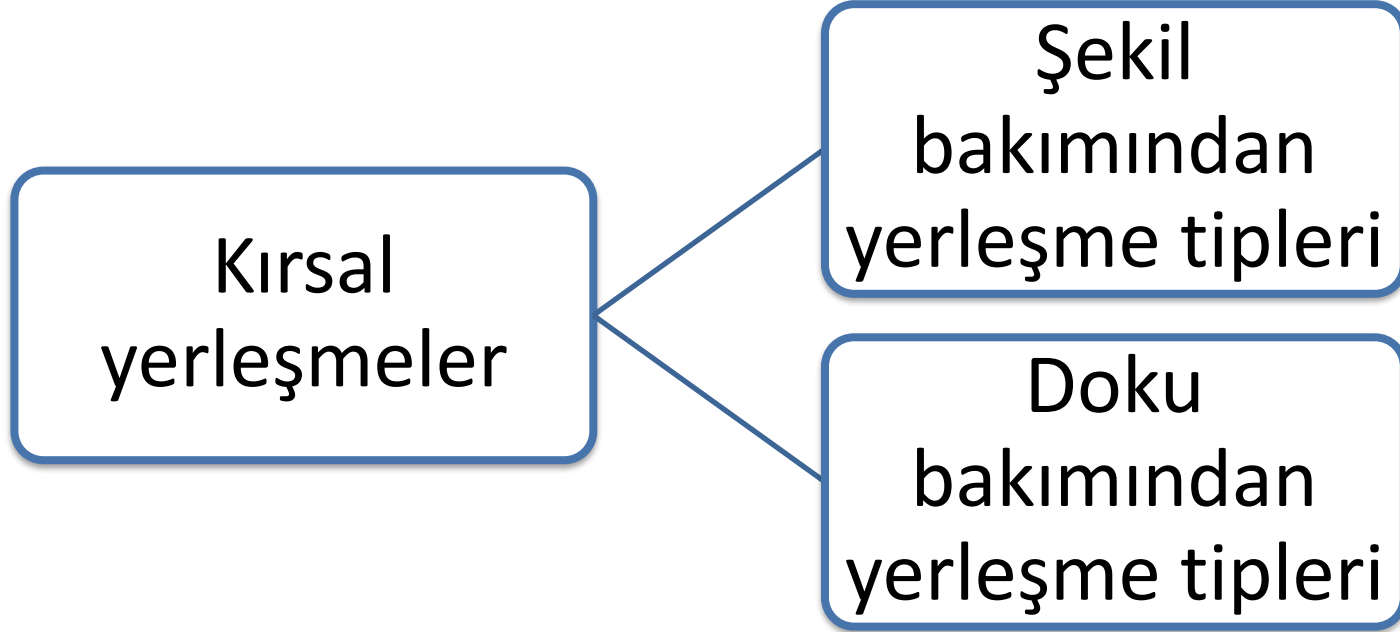 Kırsal
yerleşmeler
Şekil
bakımından
yerleşme tipleri
Doku
bakımından
yerleşme tipleri